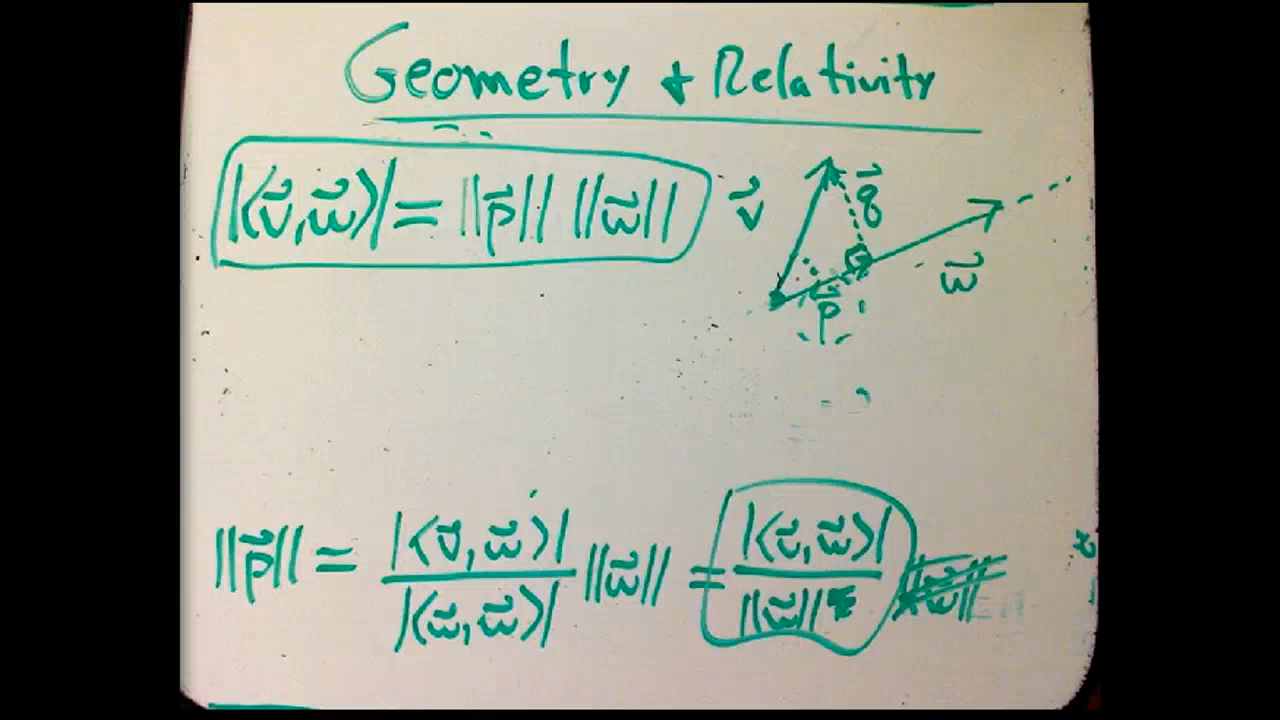 Geometry + Relativity
|⟨v⃗,w⃗⟩| = ||p⃗|| ||w⃗||
v⃗
q⃗
w⃗
p⃗
||p⃗|| = |⟨v⃗,w⃗⟩| / |⟨w⃗,w⃗⟩| ||w⃗|| = |⟨v⃗,w⃗⟩| / ||w⃗|| ||w⃗||